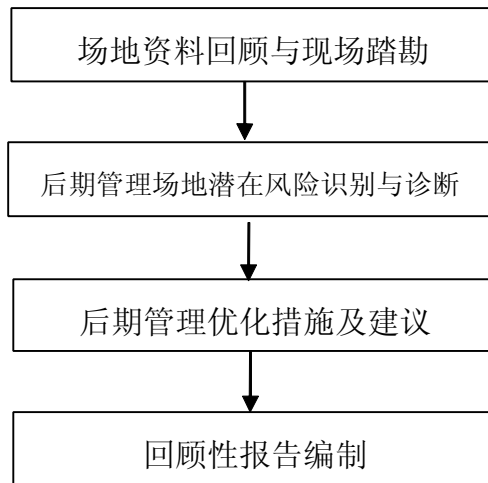 场地资料回顾与现场踏勘
后期管理场地潜在风险识别与诊断
后期管理优化措施及建议
回顾性报告编制